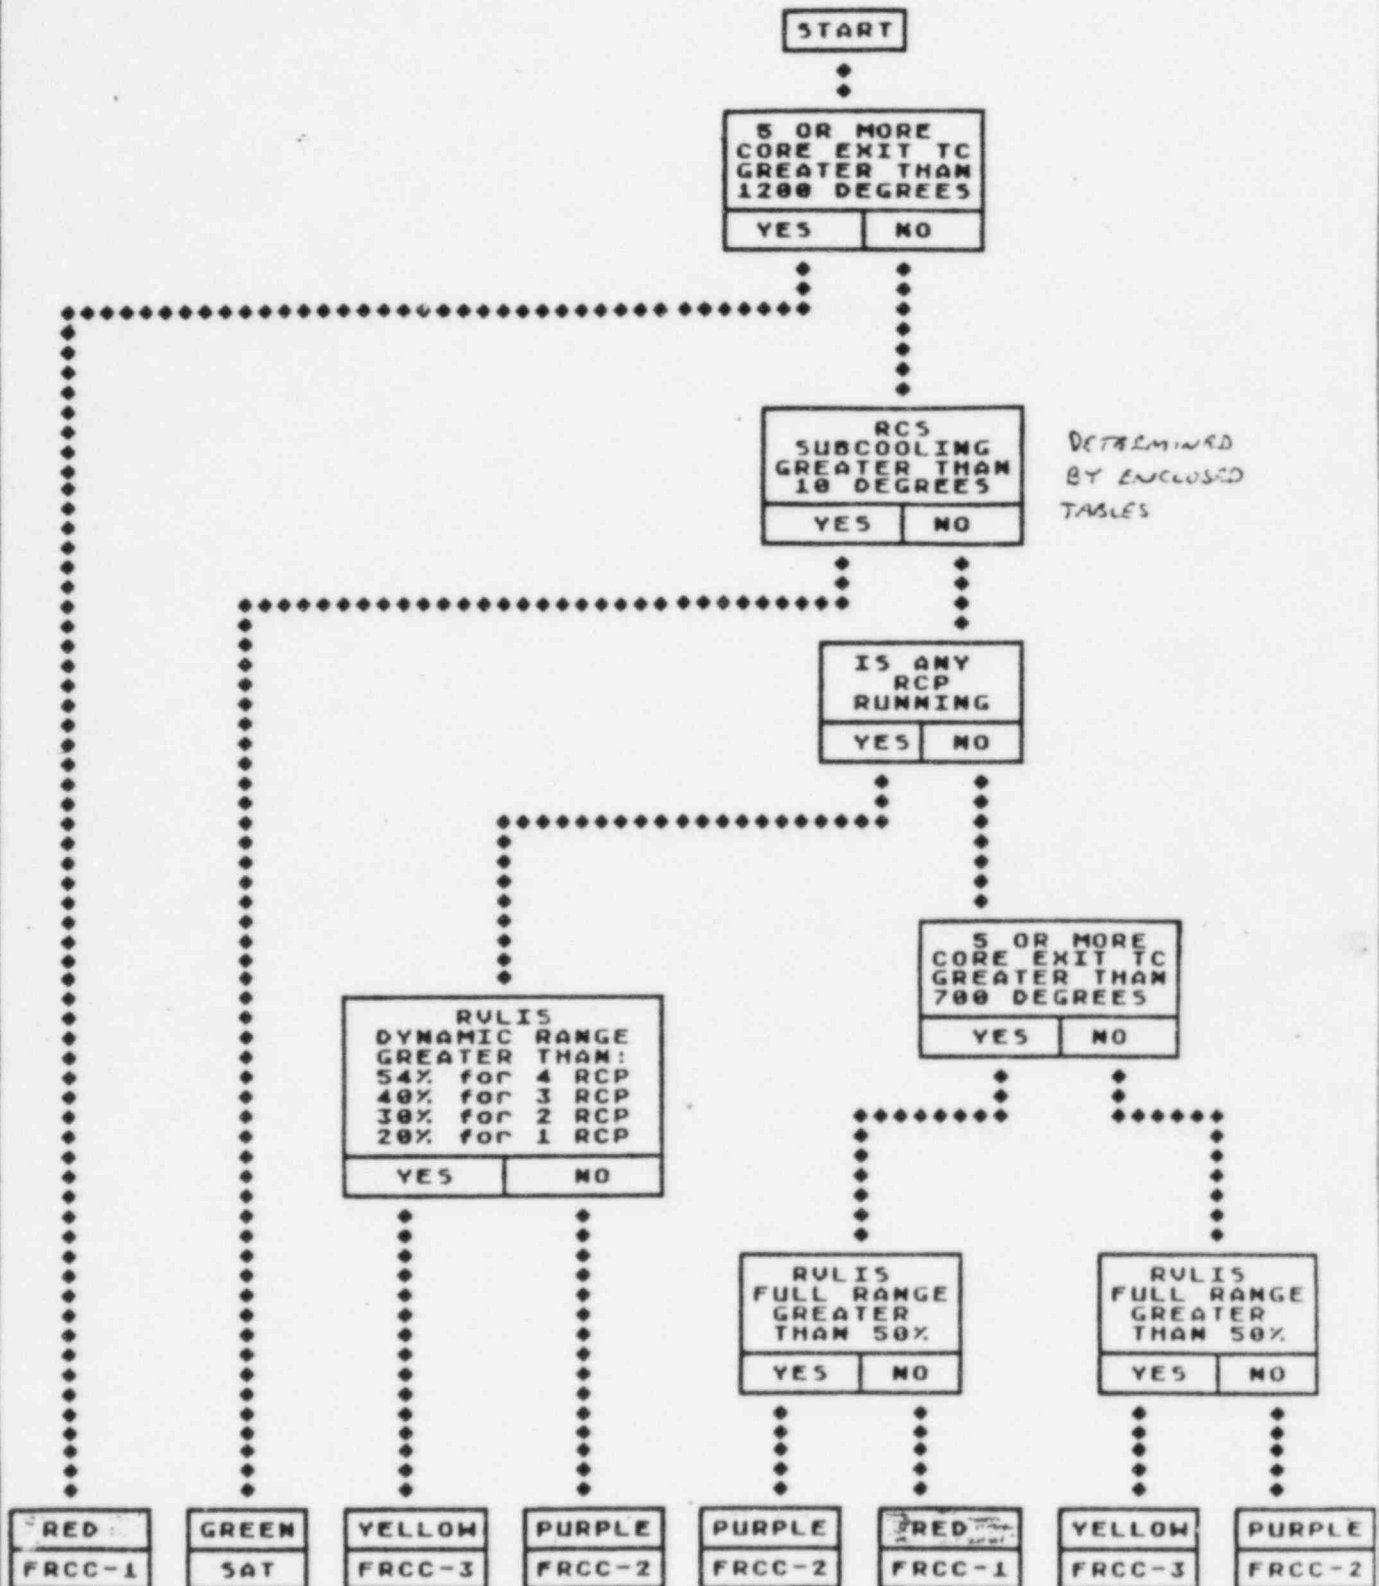 START
5 OR MORE
CORE EXIT TC
GREATER THAN
1200 DEGREES
YES NO
RCS
SUBCOOLING
GREATER THAN
10 DEGREES
YES NO
DETERMINED
BY ENCLOSED
TABLES
IS ANY
RCP
RUNNING
YES NO
5 OR MORE
CORE EXIT TC
GREATER THAN
700 DEGREES
YES NO
RVLIS
DYNAMIC RANGE
GREATER THAN:
54% for 4 RCP
40% for 3 RCP
30% for 2 RCP
20% for 1 RCP
YES NO
RVLIS
FULL RANGE
GREATER
THAN 50%
YES NO
RVLIS
FULL RANGE
GREATER
THAN 50%
YES NO
RED
FRCC-1
GREEN
SAT
YELLOW
FRCC-3
PURPLE
FRCC-2
PURPLE
FRCC-2
RED
FRCC-1
YELLOW
FRCC-3
PURPLE
FRCC-2